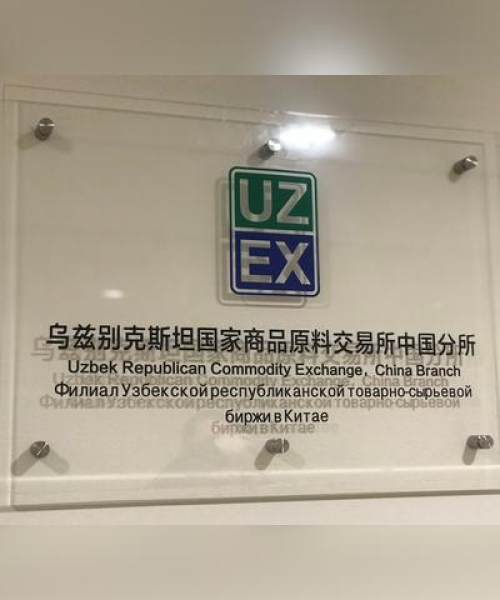 UZ
EX
乌兹别克斯坦国家商品原料交易所中国分所
Uzbek Republican Commodity Exchange, China Branch
Филиал Узбекской республиканской товарно-сырьевой
биржи в Китае